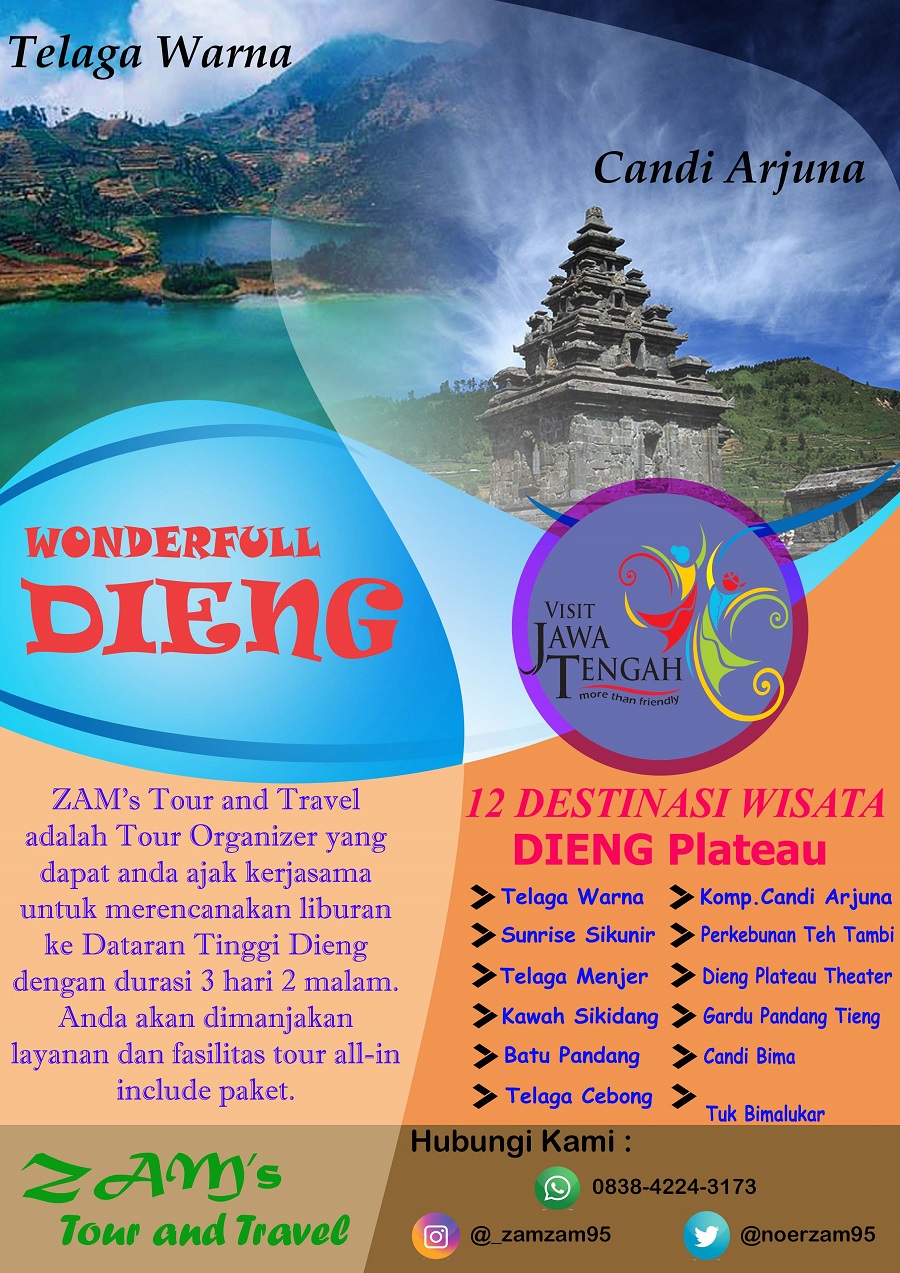 Telaga Warna
Candi Arjuna
WONDERFULL
DIENG
VISIT
JAWA
TENGAH
more than friendly
ZAM's Tour and Travel
adalah Tour Organizer yang
dapat anda ajak kerjasama
untuk merencanakan liburan
ke Dataran Tinggi Dieng
dengan durasi 3 hari 2 malam.
Anda akan dimanjakan
layanan dan fasilitas tour all-in
include paket.
12 DESTINASI WISATA
DIENG Plateau
Telaga Warna
Sunrise Sikunir
Telaga Menjer
Kawah Sikidang
Batu Pandang
Telaga Cebong
Komp.Candi Arjuna
Perkebunan Teh Tambi
Dieng Plateau Theater
Gardu Pandang Tieng
Candi Bima
Tuk Bimalukar
ZAM's
Tour and Travel
Hubungi Kami :
0838-4224-3173
@_zamzam95
@noerzam95